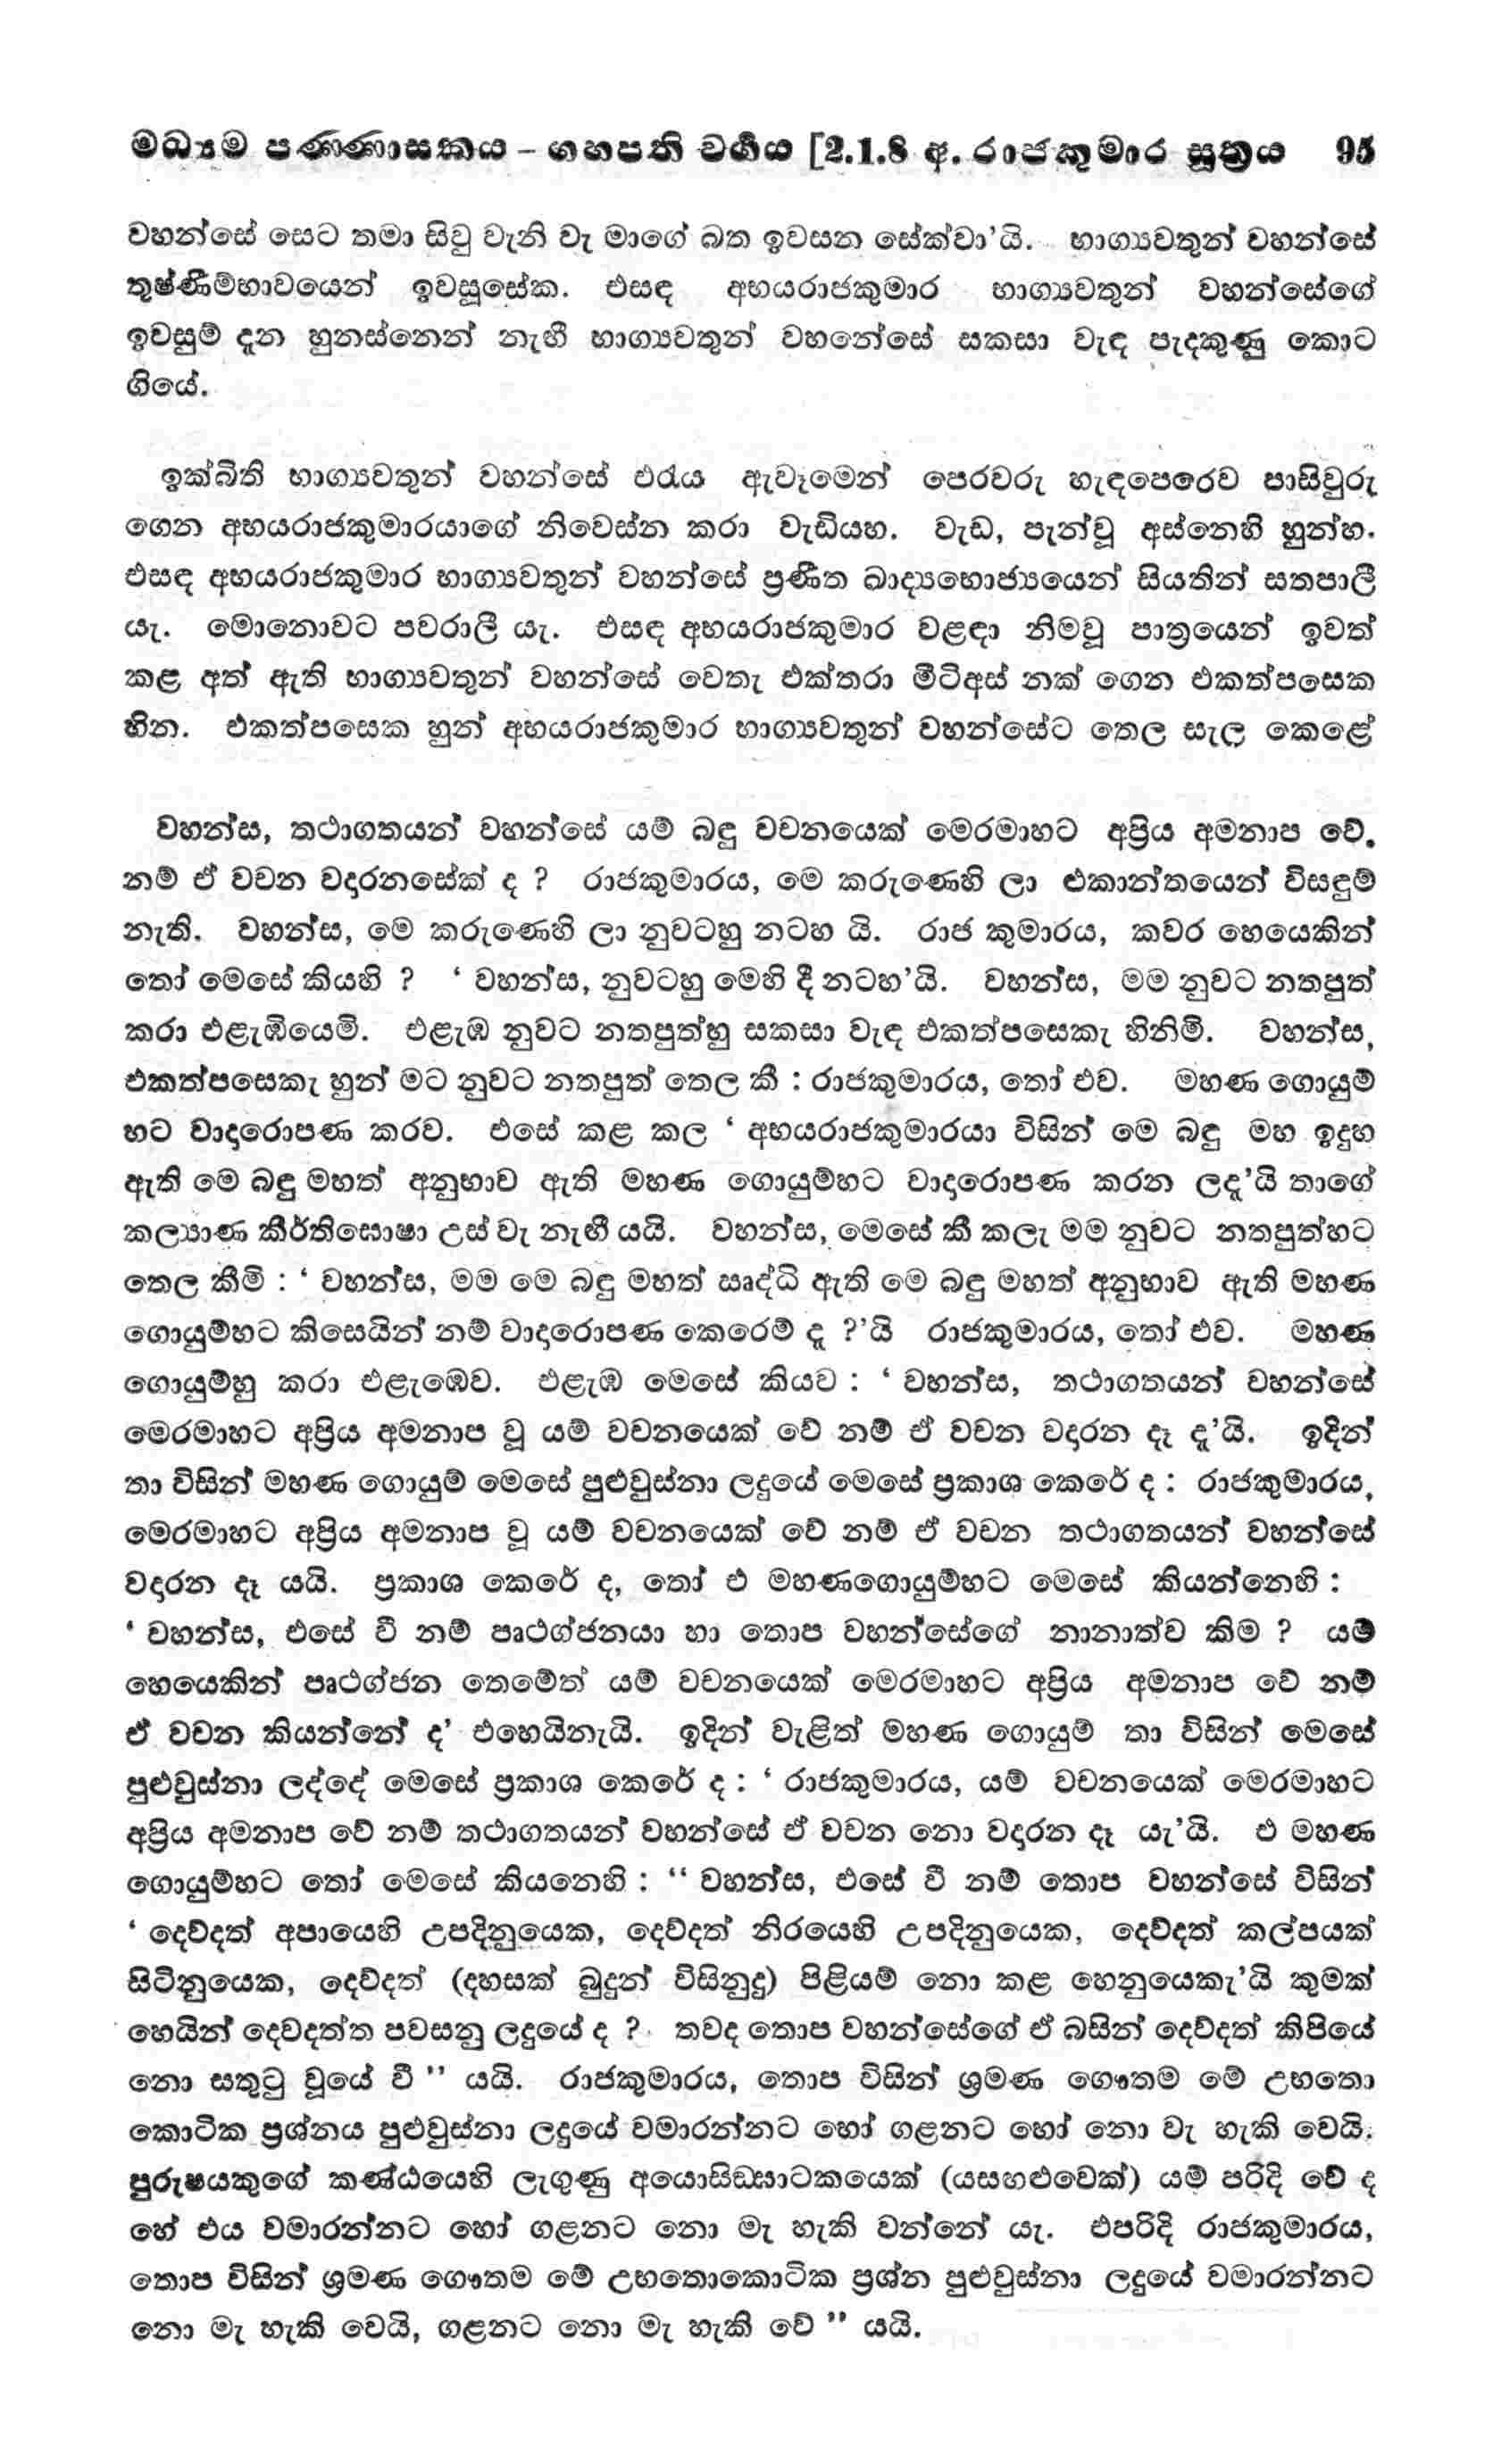 මධ්‍යම පණ්ණාසකය – ගහපති වර්ගය [2.1.8 අ. රාජකුමාර සූත්‍රය 95
වහන්සේ සෙට තමා සිවු වැනි වැ මාගේ බත ඉවසන සේක්වා’යි. භාග්‍යවතුන් වහන්සේ
තුෂ්ණීම්භාවයෙන් ඉවසූසේක. එසඳ අභයරාජකුමාර භාග්‍යවතුන් වහන්සේගේ
ඉවසුම් දැන හුනස්නෙන් නැඟී භාග්‍යවතුන් වහනේසේ සකසා වැඳ පැදකුණු කොට
ගියේ.
ඉක්බිති භාග්‍යවතුන් වහන්සේ එරැය ඇවෑමෙන් පෙරවරු හැඳපෙරෙව පාසිවුරු
ගෙන අභයරාජකුමාරයාගේ නිවෙස්න කරා වැඩියහ. වැඩ, පැන්වූ අස්නෙහි හුන්හ.
එසඳ අභයරාජකුමාර භාග්‍යවතුන් වහන්සේ ප්‍රණීත ඛාද්‍යභොජ්‍යයෙන් සියතින් සතපාලී
යැ. මොනොවට පවරාලී යැ. එසඳ අභයරාජකුමාර වළඳා නිමවූ පාත්‍රයෙන් ඉවත්
කළ අත් ඇති භාග්‍යවතුන් වහන්සේ වෙතැ එක්තරා මිටිඅස් නක් ගෙන එකත්පසෙක
හින. එකත්පසෙක හුන් අභයරාජකුමාර භාග්‍යවතුන් වහන්සේට තෙල සැල කෙළේ
වහන්ස, තථාගතයන් වහන්සේ යම් බඳු වචනයෙක් මෙරමාහට අප්‍රිය අමනාප වේ.
නම් ඒ වචන වදාරනසේක් ද ? රාජකුමාරය, මෙ කරුණෙහි ලා ළුකාන්තයෙන් විසඳුම්
නැති. වහන්ස, මෙ කරුණෙහි ලා නුවටහු නටහ යි. රාජ කුමාරය, කවර හෙයෙකින්
තෝ මෙසේ කියහි ? ‘ වහන්ස, නුවටහු මෙහි දී නටහ’යි. වහන්ස, මම නුවට නතපුත්
කරා එළැඹියෙමි. එළැඹ නුවට නතපුත්හු සකසා වැඳ එකත්පසෙකැ හිනිමි. වහන්ස,
එකත්පසෙකැ හුන් මට නුවට නතපුත් තෙල කී : රාජකුමාරය, තෝ එව. මහණ ගොයුම්
හට වාදාරොපණ කරව. එසේ කළ කල ‘ අභයරාජකුමාරයා විසින් මෙ බඳු මහ ඉදුහ
ඇති මෙ බඳු මහත් අනුභාව ඇති මහණ ගොයුම්හට වාදාරොපණ කරන ලදැ’යි තාගේ
කල්‍යාණ කීර්තිඝොෂා උස් වැ නැඟී යයි. වහන්ස, මෙසේ කී කලැ මම නුවට නතපුත්හට
තෙල කීමි : ‘ වහන්ස, මම මෙ බඳු මහත් ඍද්ධි ඇති මෙ බඳු මහත් අනුභාව ඇති මහණ
ගොයුම්හට කිසෙයින් නම් වාදාරොපණ කෙරෙම් දැ ?’යි රාජකුමාරය, තෝ එව. මහණ
ගොයුම්හු කරා එළැඹෙව. එළැඹ මෙසේ කියව : ‘ වහන්ස, තථාගතයන් වහන්සේ
මෙරමාහට අප්‍රිය අමනාප වූ යම් වචනයෙක් වේ නම් ඒ වචන වදාරන දෑ දැ’යි. ඉදින්
තා විසින් මහණ ගොයුම් මෙසේ පුළුවුස්නා ලදුයේ මෙසේ ප්‍රකාශ කෙරේ ද : රාජකුමාරය,
මෙරමාහට අප්‍රිය අමනාප වූ යම් වචනයෙක් වේ නම් ඒ වචන තථාගතයන් වහන්සේ
වදාරන දෑ යයි. ප්‍රකාශ කෙරේ ද, තෝ එ මහණගොයුම්හට මෙසේ කියන්නෙහි :
‘ වහන්ස, එසේ වී නම් පෘථග්ජනයා හා තොප වහන්සේගේ නානාත්ව කිම ? යම්
හෙයෙකින් පෘථග්ජන තෙමේත් යම් වචනයෙක් මෙරමාහට අප්‍රිය අමනාප වේ නම්
ඒ වචන කියන්නේ ද’ එහෙයිනැයි. ඉදින් වැළිත් මහණ ගොයුම් තා විසින් මෙසේ
පුළුවුස්නා ලද්දේ මෙසේ ප්‍රකාශ කෙරේ ද : ‘ රාජකුමාරය, යම් වචනයෙක් මෙරමාහට
අප්‍රිය අමනාප වේ නම් තථාගතයන් වහන්සේ ඒ වචන නො වදාරන දෑ යැ’යි. එ මහණ
ගොයුම්හට තෝ මෙසේ කියනෙහි : “ වහන්ස, එසේ වී නම් තොප වහන්සේ විසින්
‘ දෙව්දත් අපායෙහි උපදිනුයෙක, දෙව්දත් නිරයෙහි උපදිනුයෙක, දෙව්දත් කල්පයක්
සිටිනුයෙක, දෙව්දත් (දහසක් බුදුන් විසිනුදු) පිළියම් නො කළ හෙනුයෙකැ’යි කුමක්
හෙයින් දෙවදත්ත පවසනු ලදුයේ ද ? තවද තොප වහන්සේගේ ඒ බසින් දෙව්දත් කිපියේ
නො සතුටු වූයේ වී ” යයි. රාජකුමාරය, තොප විසින් ශ්‍රමණ ගෞතම මේ උභතො
කොටික ප්‍රශ්නය පුළුවුස්නා ලදුයේ වමාරන්නට හෝ ගළනට හෝ නො වැ හැකි වෙයි.
පුරුෂයකුගේ කණ්ඨයෙහි ලැගුණු අයොසිඞ්ඝාටකයෙක් (යසහළුවෙක්) යම් පරිදි වේ ද
හේ එය වමාරන්නට හෝ ගළනට නො මැ හැකි වන්නේ යැ. එපරිදි රාජකුමාරය,
තොප විසින් ශ්‍රමණ ගෞතම මේ උභතොකොටික ප්‍රශ්න පුළුවුස්නා ලදුයේ වමාරන්නට
නො මැ හැකි වෙයි, ගළනට නො මැ හැකි වේ ” යයි.